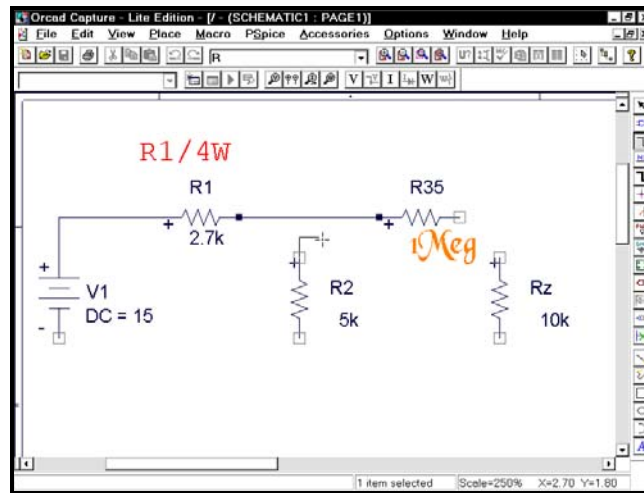 Orcad Capture - Lite Edition - [/ - (SCHEMATIC1 : PAGE1)]
File Edit View Place Macro PSpice Accessories Options Window Help
R
V I W
R1/4W
R1
R35
+
+
2.7k
1Meg
+
+
V1
R2
Rz
DC = 15
5k
10k
-
1 item selected Scale=250% X=2.70 Y=1.80